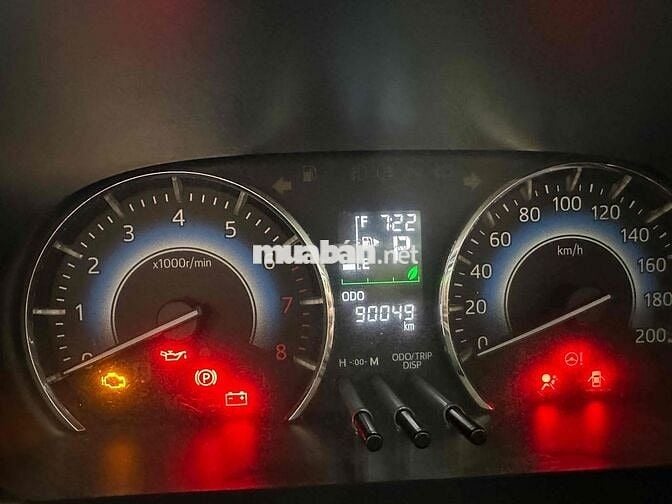 0 1 2 3 4 5 6 7 8
x1000r/min
F 7:22
E
D
muaban.net
ODO
90049
km
H -:00- M
ODO/TRIP
DISP
P
0 20 40 60 80 100 120 140 160 180 200
km/h